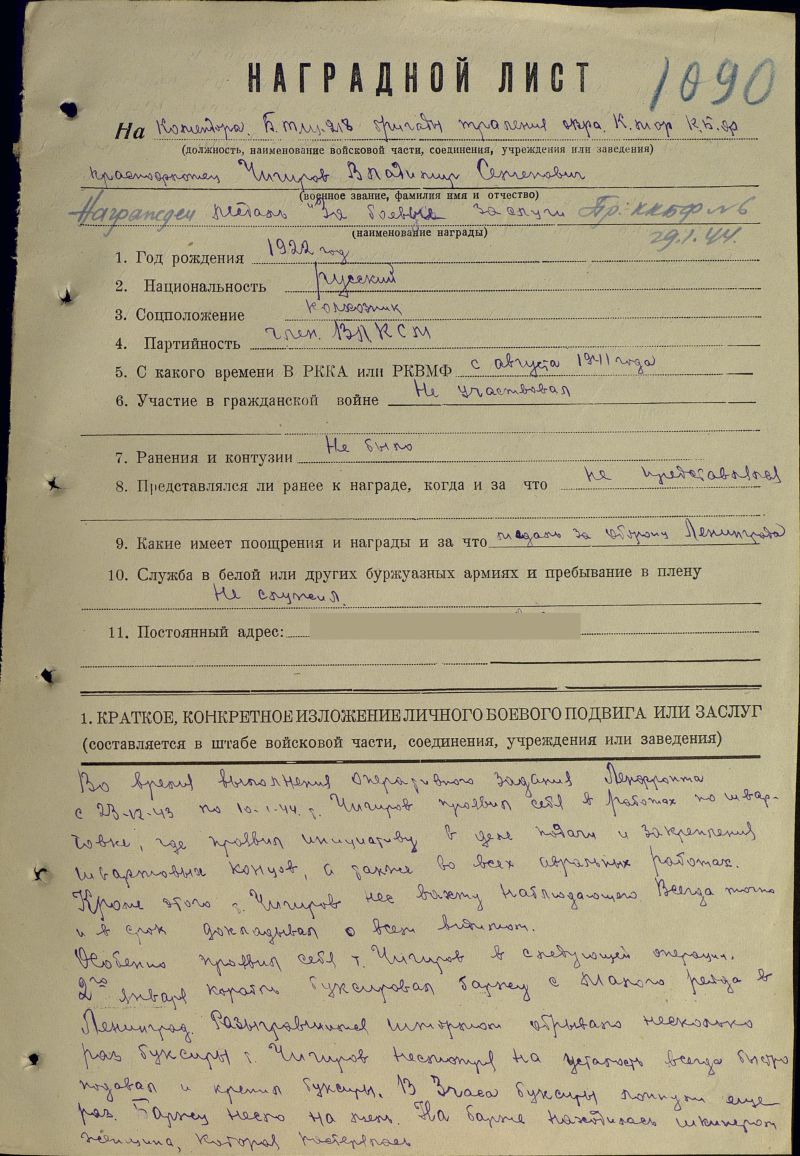 НАГРАДНОЙ ЛИСТ
1090
На Комендора Б.тщ. 218 бригады траления охра. К.мор К.Б.Ф
(должность, наименование войсковой части, соединения, учреждения или заведения)
краснофлотец Чигиров Владимир Семенович
(военное звание, фамилия имя и отчество)
Награжден медаль "За боевые заслуги Пр: ККБФ №6
29.1.44.
(наименование награды)
1. Год рождения 1922 год
2. Национальность русский
3. Соцположение колхозник
4. Партийность член. ВЛКСМ
5. С какого времени В РККА или РКВМФ с августа 1941 года
6. Участие в гражданской войне Не участвовал
7. Ранения и контузии Не было
8. Представлялся ли ранее к награде, когда и за что не представлялся
9. Какие имеет поощрения и награды и за что медаль за оборону Ленинграда
10. Служба в белой или других буржуазных армиях и пребывание в плену
Не служил.
11. Постоянный адрес:
1. КРАТКОЕ, КОНКРЕТНОЕ ИЗЛОЖЕНИЕ ЛИЧНОГО БОЕВОГО ПОДВИГА ИЛИ ЗАСЛУГ
(составляется в штабе войсковой части, соединения, учреждения или заведения)
Во время выполнения оперативного задания Ленфронта
с 23-12-43 по 10-1-44. т. Чигиров проявил себя в работах по швар-
товке, где проявил инициативу в деле подачи и закрепления
швартовых концов, а также во всех авральных работах.
Кроме этого т. Чигиров нес вахту наблюдающего всегда точно
и в срок докладывал о всем видимом.
Особенно проявил себя т. Чигиров в следующей операции.
2го января корабль буксировал баржу с Малого рейда в
Ленинград. Разыгравшимся штормом обрывало несколько
раз буксиры т. Чигиров несмотря на усталость всегда быстро
подавал и крепил буксиры. В 3 часа буксиры лопнули еще
раз. Баржу несло на мель. На барже находилась шкипером
женщина, которая растерялась